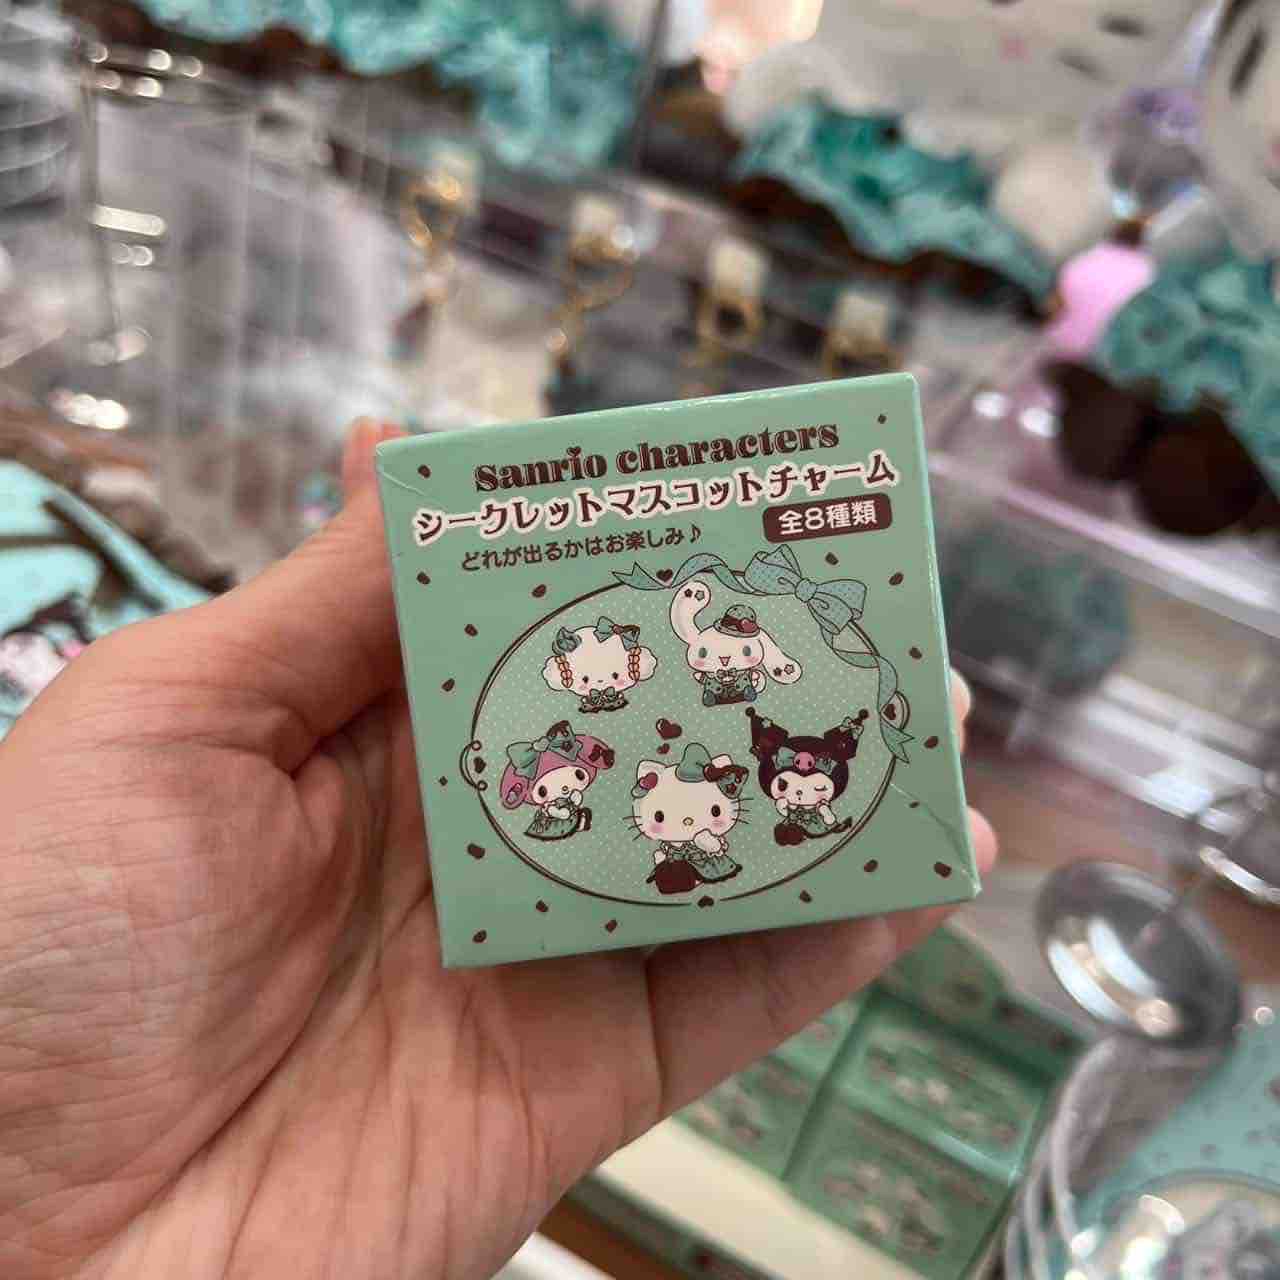 sanrio characters
シークレットマスコットチャーム
どれが出るかはお楽しみ♪
全8種類